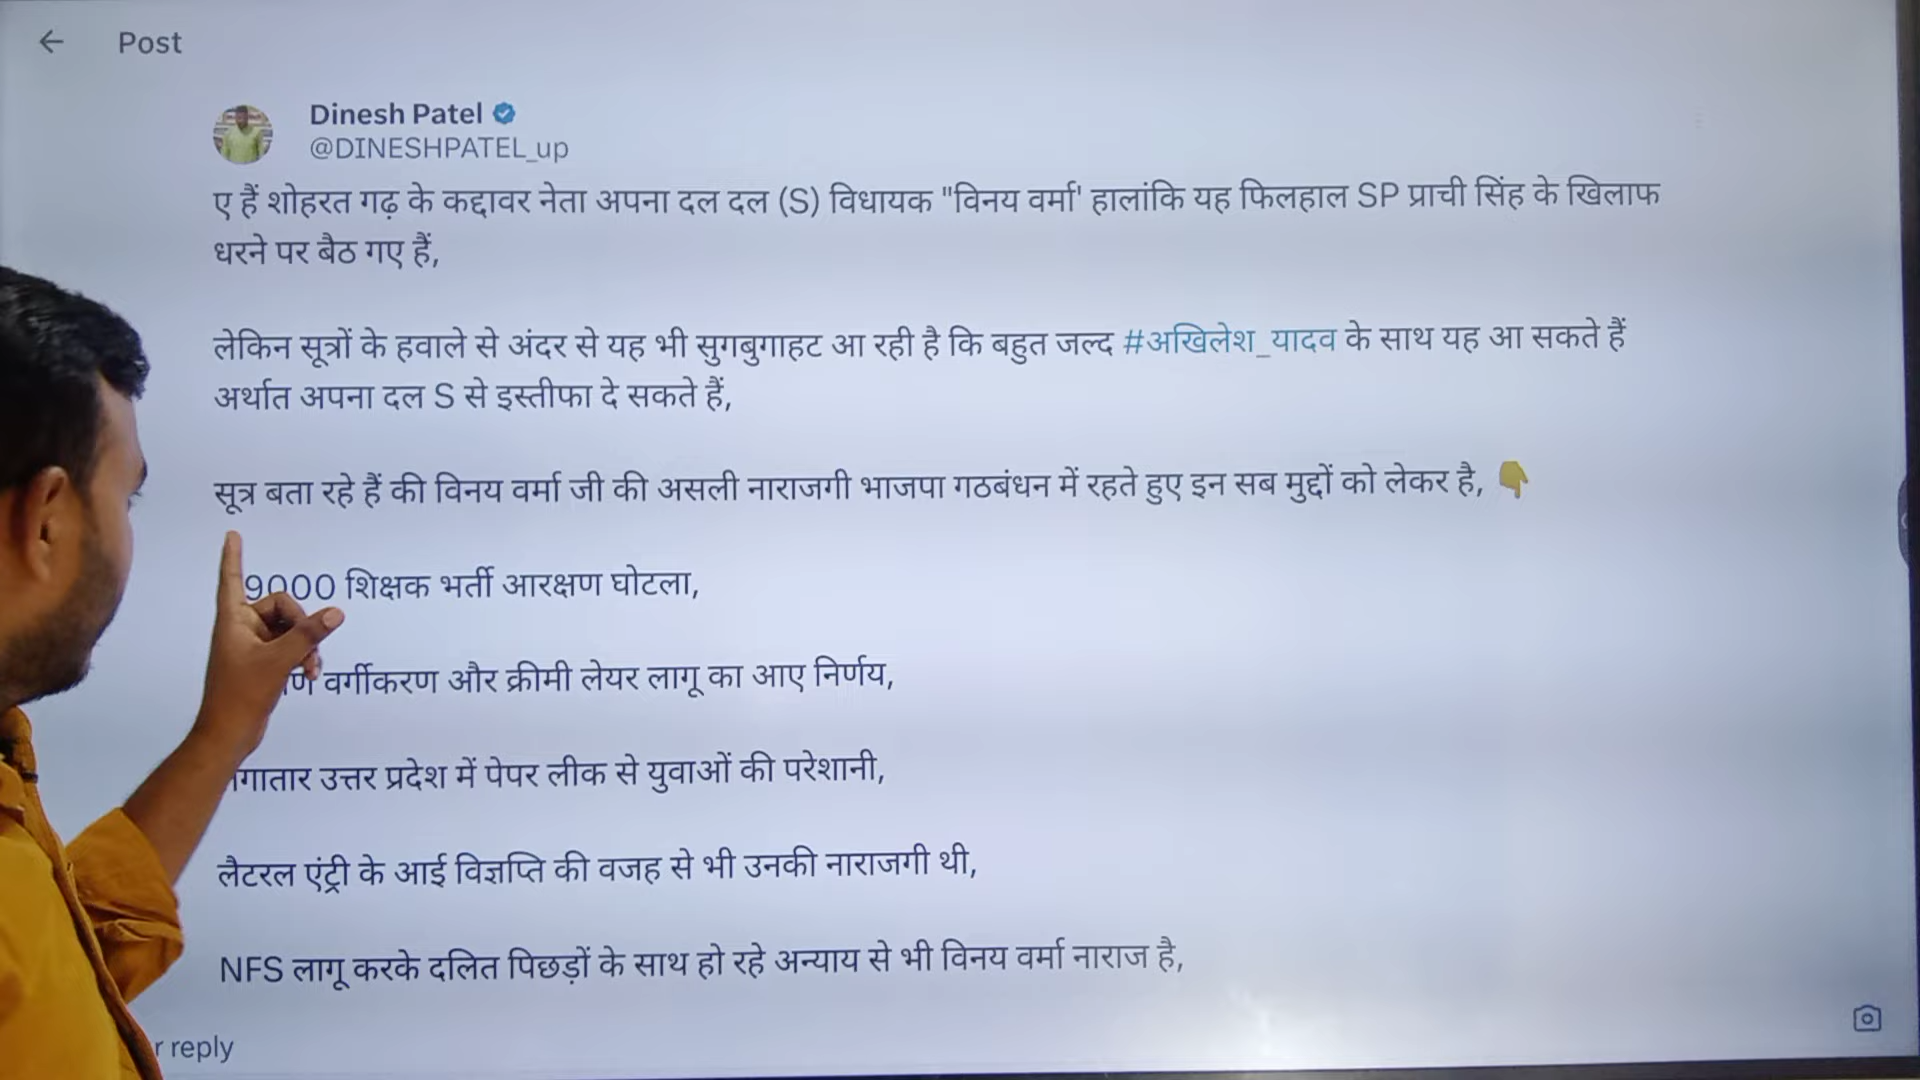 Post
Dinesh Patel
@DINESHPATEL_up
ए हैं शोहरत गढ़ के कद्दावर नेता अपना दल दल (S) विधायक "विनय वर्मा' हालांकि यह फिलहाल SP प्राची सिंह के खिलाफ
धरने पर बैठ गए हैं,
लेकिन सूत्रों के हवाले से अंदर से यह भी सुगबुगाहट आ रही है कि बहुत जल्द #अखिलेश_यादव के साथ यह आ सकते हैं
अर्थात अपना दल S से इस्तीफा दे सकते हैं,
सूत्र बता रहे हैं की विनय वर्मा जी की असली नाराजगी भाजपा गठबंधन में रहते हुए इन सब मुद्दों को लेकर है, 👇
9000 शिक्षक भर्ती आरक्षण घोटला,
वर्गीकरण और क्रीमी लेयर लागू का आए निर्णय,
उत्तर प्रदेश में पेपर लीक से युवाओं की परेशानी,
लैटरल एंट्री के आई विज्ञप्ति की वजह से भी उनकी नाराजगी थी,
NFS लागू करके दलित पिछड़ों के साथ हो रहे अन्याय से भी विनय वर्मा नाराज है,
reply